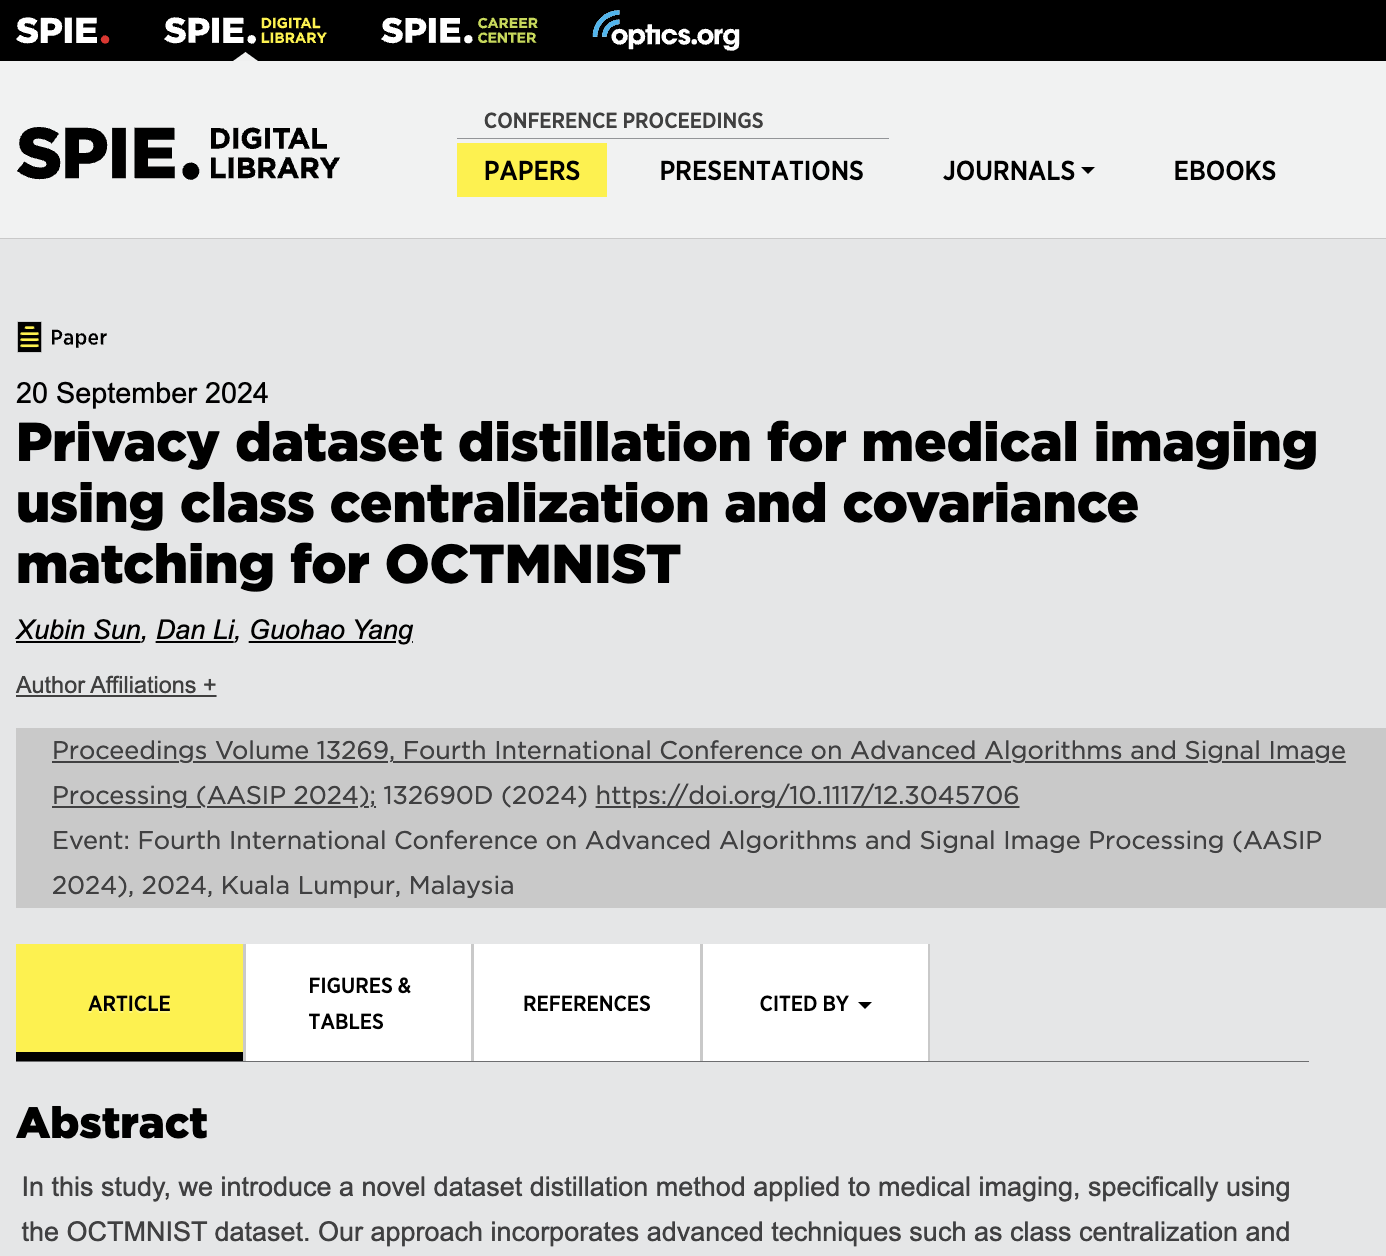 SPIE.
SPIE. DIGITAL LIBRARY
SPIE. CAREER CENTER
optics.org
SPIE. DIGITAL LIBRARY
CONFERENCE PROCEEDINGS
PAPERS PRESENTATIONS JOURNALS EBOOKS
Paper
20 September 2024
Privacy dataset distillation for medical imaging
using class centralization and covariance
matching for OCTMNIST
Xubin Sun, Dan Li, Guohao Yang
Author Affiliations +
Proceedings Volume 13269, Fourth International Conference on Advanced Algorithms and Signal Image
Processing (AASIP 2024); 132690D (2024) https://doi.org/10.1117/12.3045706
Event: Fourth International Conference on Advanced Algorithms and Signal Image Processing (AASIP
2024), 2024, Kuala Lumpur, Malaysia
ARTICLE
FIGURES &
TABLES
REFERENCES
CITED BY
Abstract
In this study, we introduce a novel dataset distillation method applied to medical imaging, specifically using
the OCTMNIST dataset. Our approach incorporates advanced techniques such as class centralization and